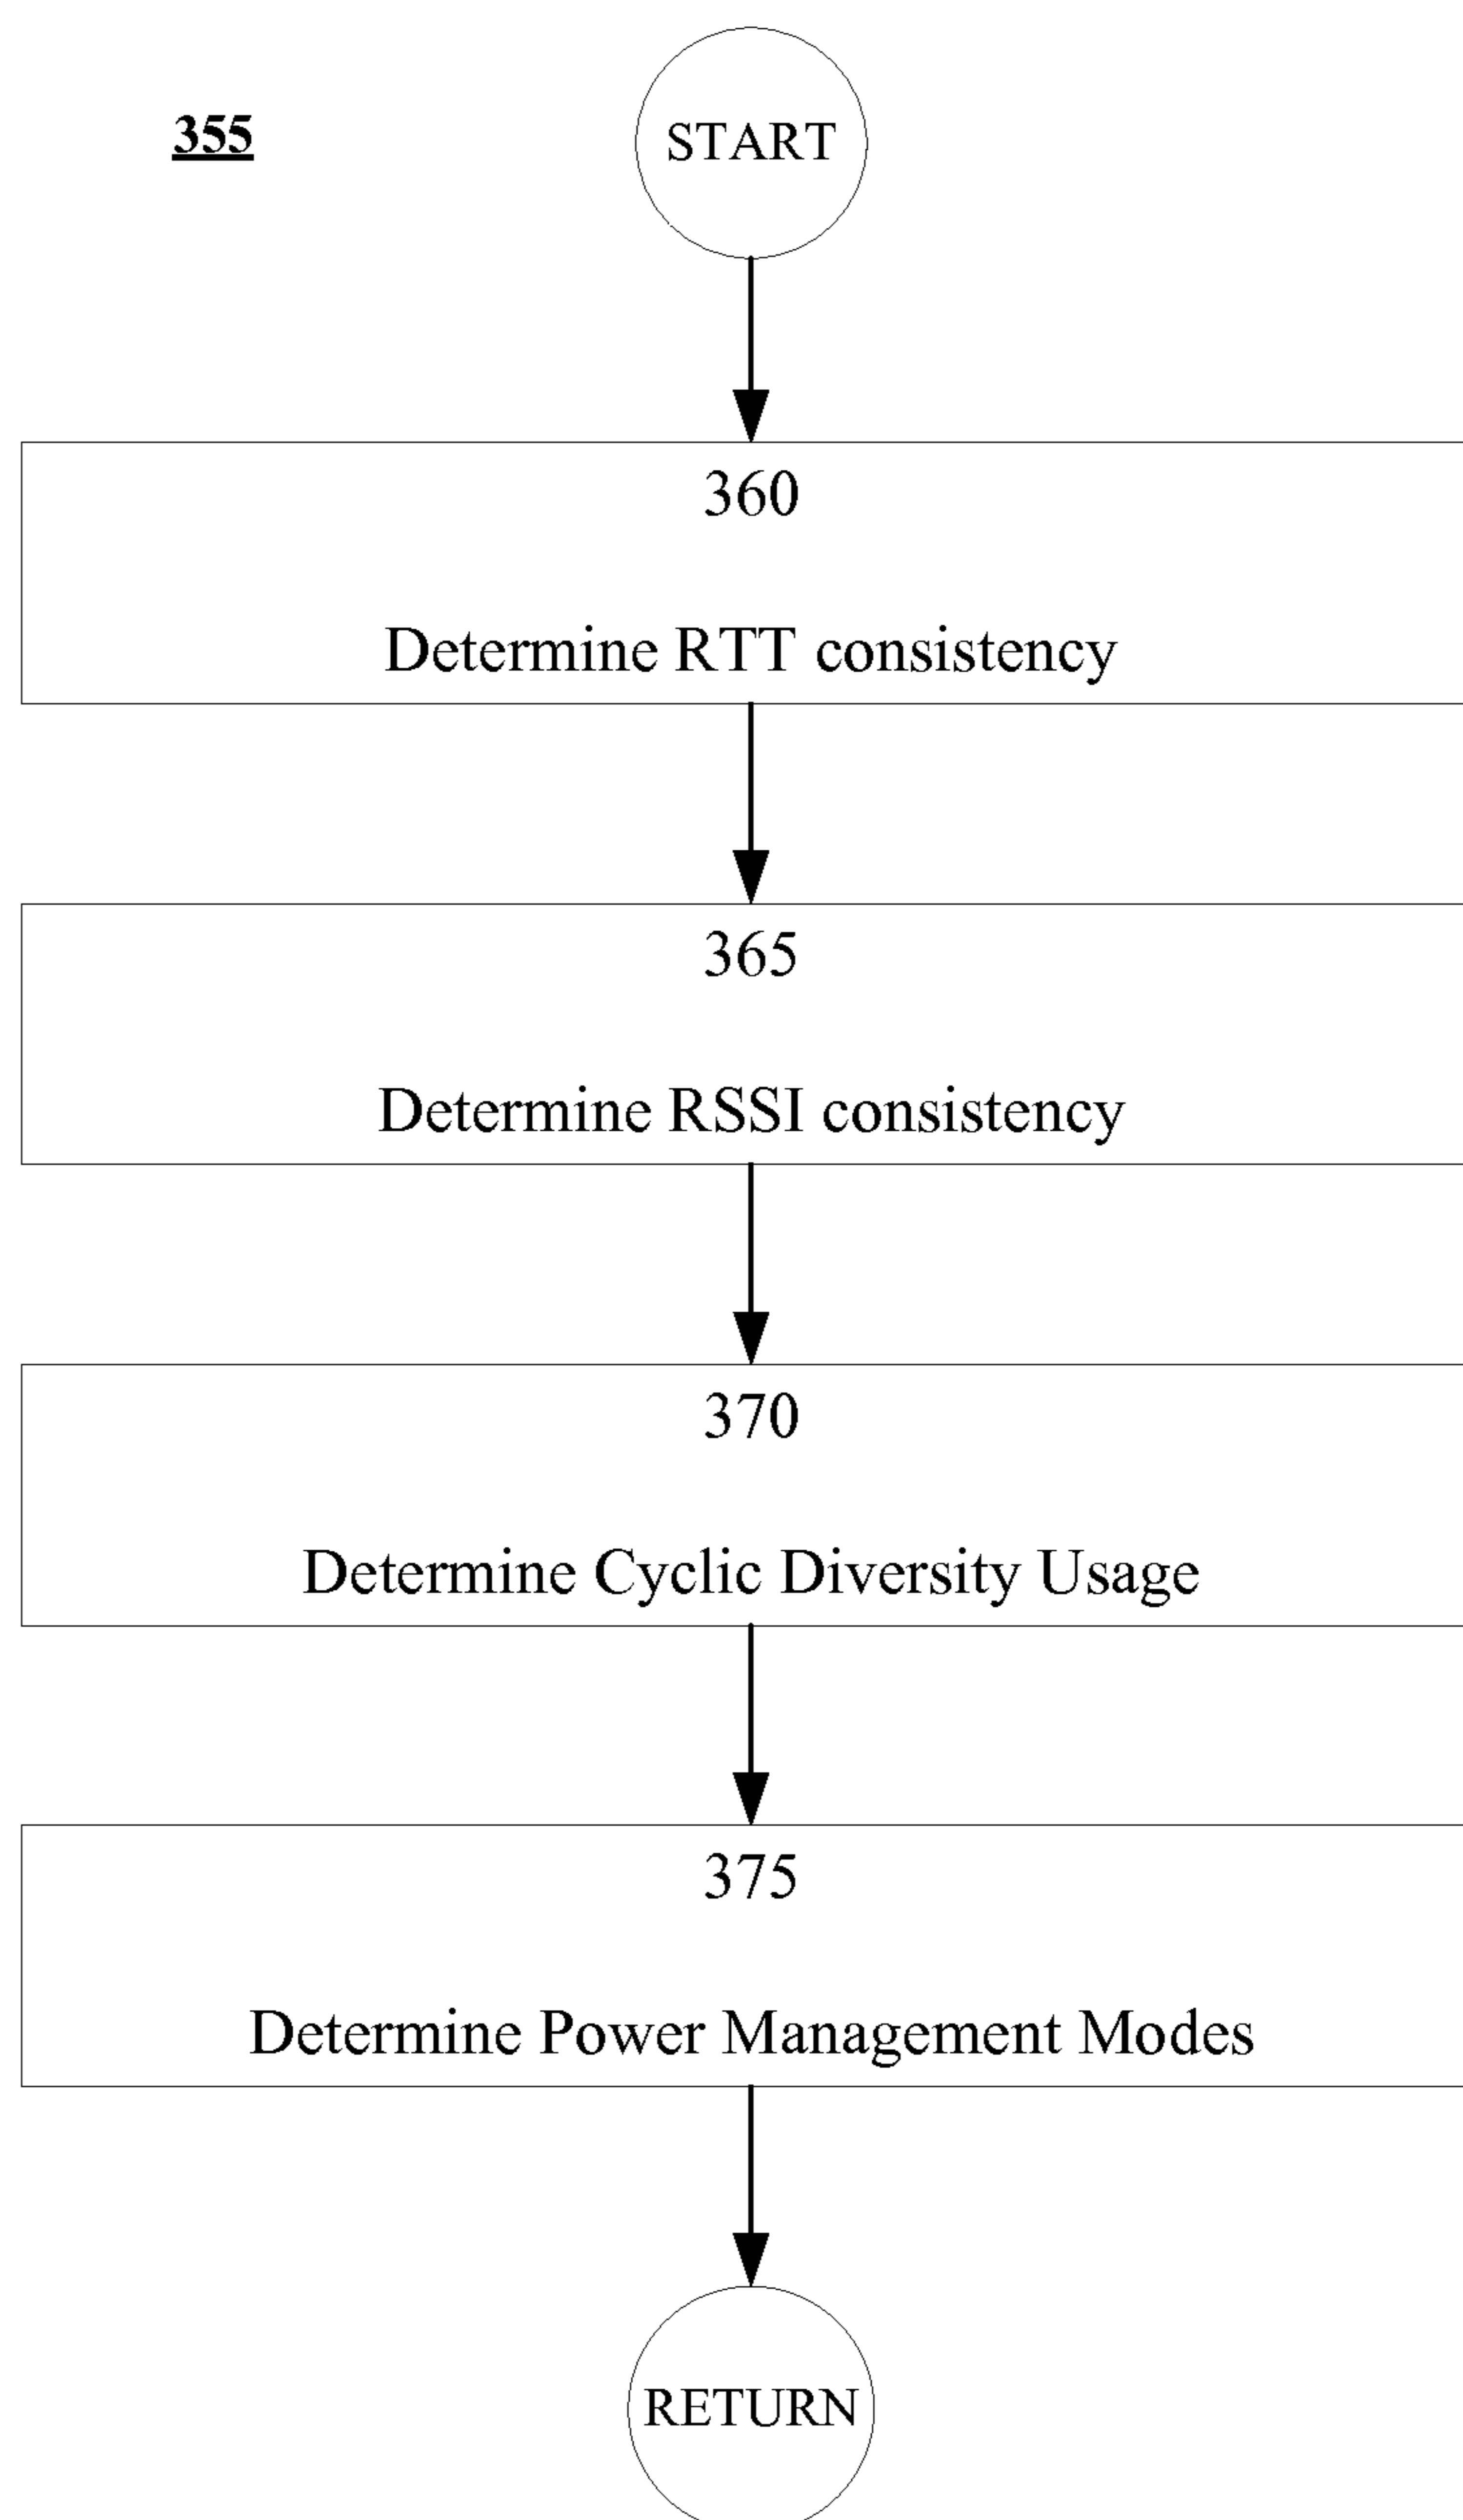 355
START
360
Determine RTT consistency
365
Determine RSSI consistency
370
Determine Cyclic Diversity Usage
375
Determine Power Management Modes
RETURN